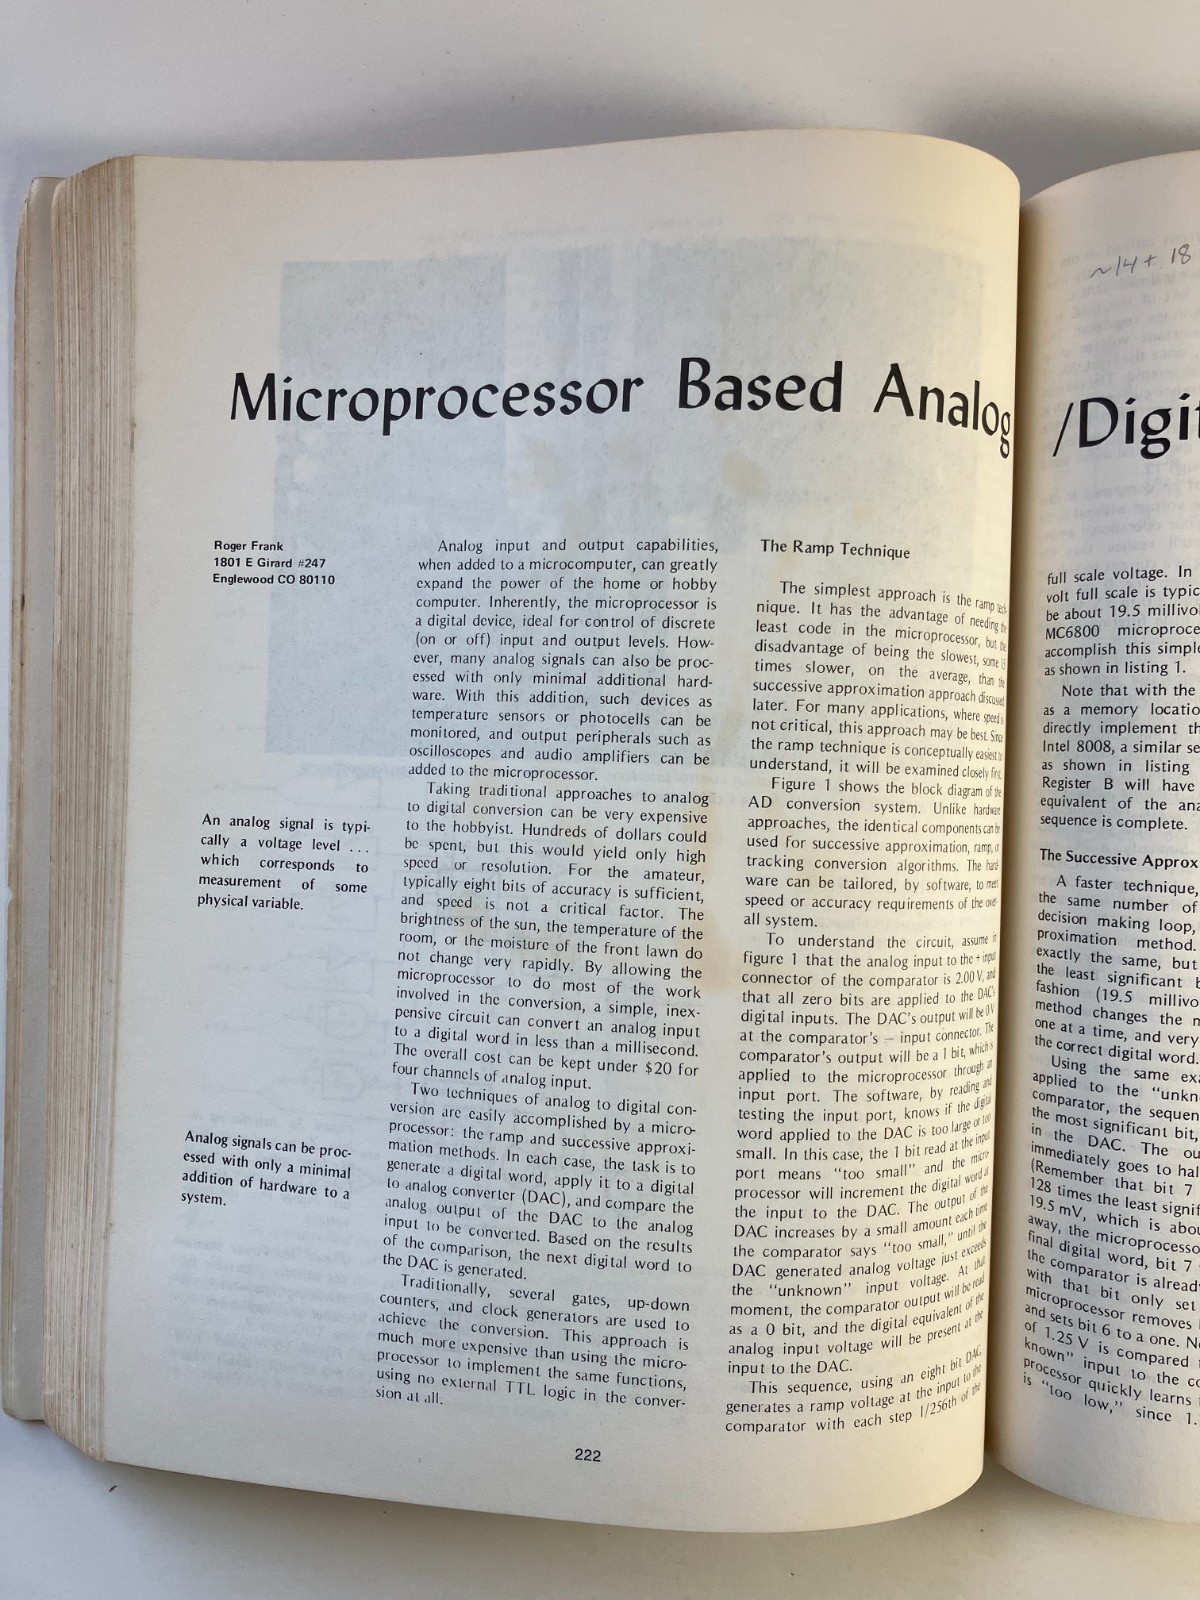 ~14 + 18
Microprocessor Based Analog /Digit
Roger Frank
1801 E Girard #247
Englewood CO 80110
An analog signal is typi-
cally a voltage level ...
which corresponds to
measurement of some
physical variable.
Analog signals can be proc-
essed with only a minimal
addition of hardware to a
system.
Analog input and output capabilities,
when added to a microcomputer, can greatly
expand the power of the home or hobby
computer. Inherently, the microprocessor is
a digital device, ideal for control of discrete
(on or off) input and output levels. How-
ever, many analog signals can also be proc-
essed with only minimal additional hard-
ware. With this addition, such devices as
temperature sensors or photocells can be
monitored, and output peripherals such as
oscilloscopes and audio amplifiers can be
added to the microprocessor.
Taking traditional approaches to analog
to digital conversion can be very expensive
to the hobbyist. Hundreds of dollars could
be spent, but this would yield only high
speed or resolution. For the amateur,
typically eight bits of accuracy is sufficient,
and speed is not a critical factor. The
brightness of the sun, the temperature of the
room, or the moisture of the front lawn do
not change very rapidly. By allowing the
microprocessor to do most of the work
involved in the conversion, a simple, inex-
pensive circuit can convert an analog input
to a digital word in less than a millisecond.
The overall cost can be kept under $20 for
four channels of analog input.
Two techniques of analog to digital con-
version are easily accomplished by a micro-
processor: the ramp and successive approxi-
mation methods. In each case, the task is to
generate a digital word, apply it to a digital
to analog converter (DAC), and compare the
analog output of the DAC to the analog
input to be converted. Based on the results
of the comparison, the next digital word to
the DAC is generated.
Traditionally, several gates, up-down
counters, and clock generators are used to
achieve the conversion. This approach is
much more expensive than using the micro-
processor to implement the same functions,
using no external TTL logic in the conver-
sion at all.
The Ramp Technique
The simplest approach is the ramp tech-
nique. It has the advantage of needing the
least code in the microprocessor, but the
disadvantage of being the slowest, some 15
times slower, on the average, than the
successive approximation approach discussed
later. For many applications, where speed is
not critical, this approach may be best. Since
the ramp technique is conceptually easiest to
understand, it will be examined closely first.
Figure 1 shows the block diagram of the
AD conversion system. Unlike hardware
approaches, the identical components can be
used for successive approximation, ramp, or
tracking conversion algorithms. The hard-
ware can be tailored, by software, to meet
speed or accuracy requirements of the over-
all system.
To understand the circuit, assume in
figure 1 that the analog input to the + input
connector of the comparator is 2.00 V, and
that all zero bits are applied to the DAC's
digital inputs. The DAC's output will be 0 V
at the comparator's – input connector. The
comparator's output will be a 1 bit, which is
applied to the microprocessor through an
input port. The software, by reading and
testing the input port, knows if the digital
word applied to the DAC is too large or too
small. In this case, the 1 bit read at the input
port means "too small" and the micro-
processor will increment the digital word at
the input to the DAC. The output of the
DAC increases by a small amount each time
the comparator says "too small," until the
DAC generated analog voltage just exceeds
the "unknown" input voltage. At that
moment, the comparator output will be read
as a 0 bit, and the digital equivalent of the
analog input voltage will be present at the
input to the DAC.
This sequence, using an eight bit DAC,
generates a ramp voltage at the input to the
comparator with each step 1/256th of the
222
full scale voltage. In
volt full scale is typic
be about 19.5 millivo
MC6800 microproce
accomplish this simple
as shown in listing 1.
Note that with the
as a memory locatio
directly implement th
Intel 8008, a similar se
as shown in listing
Register B will have
equivalent of the ana
sequence is complete.
The Successive Approx
A faster technique,
the same number of
decision making loop,
proximation method.
exactly the same, but
the least significant b
fashion (19.5 millivo
method changes the m
one at a time, and very
the correct digital word.
Using the same exa
applied to the "unkn
comparator, the sequen
the most significant bit,
in the DAC. The ou
immediately goes to hal
(Remember that bit 7
128 times the least signif
19.5 mV, which is abou
away, the microprocesso
final digital word, bit 7
the comparator is already
with that bit only set
microprocessor removes
and sets bit 6 to a one. No
of 1.25 V is compared
known" input to the co
processor quickly learns
is "too low," since 1.